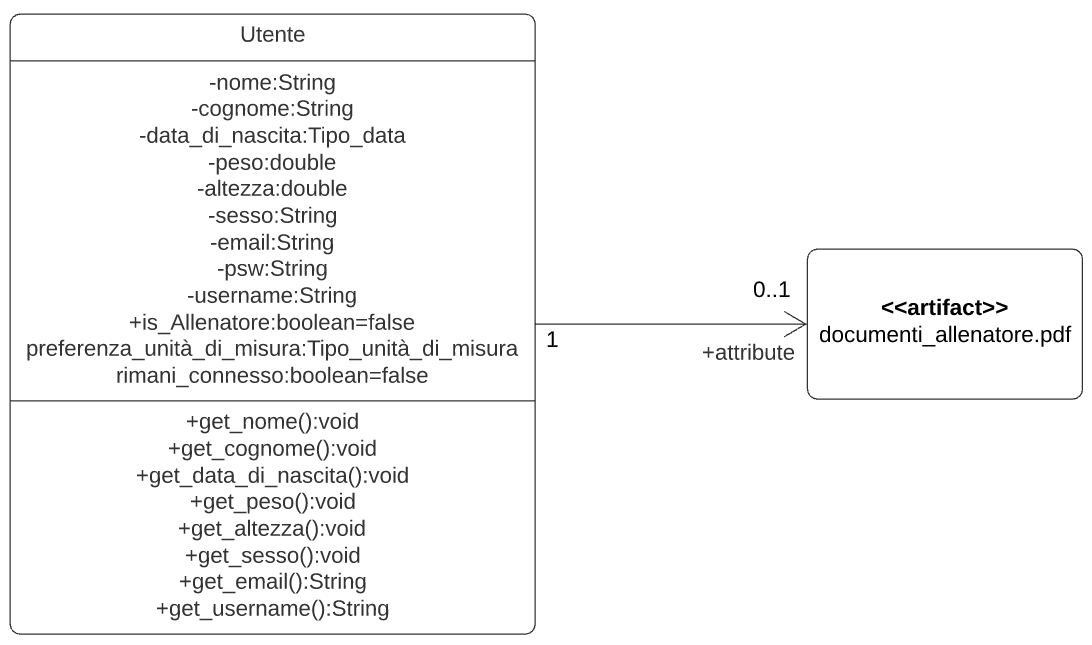 Utente
-nome:String
-cognome:String
-data_di_nascita:Tipo_data
-peso:double
-altezza:double
-sesso:String
-email:String
-psw:String
-username:String
+is_Allenatore:boolean=false
preferenza_unità_di_misura:Tipo_unità_di_misura
rimani_connesso:boolean=false
+get_nome():void
+get_cognome():void
+get_data_di_nascita():void
+get_peso():void
+get_altezza():void
+get_sesso():void
+get_email():String
+get_username():String
1
0..1
+attribute
<<artifact>>
documenti_allenatore.pdf